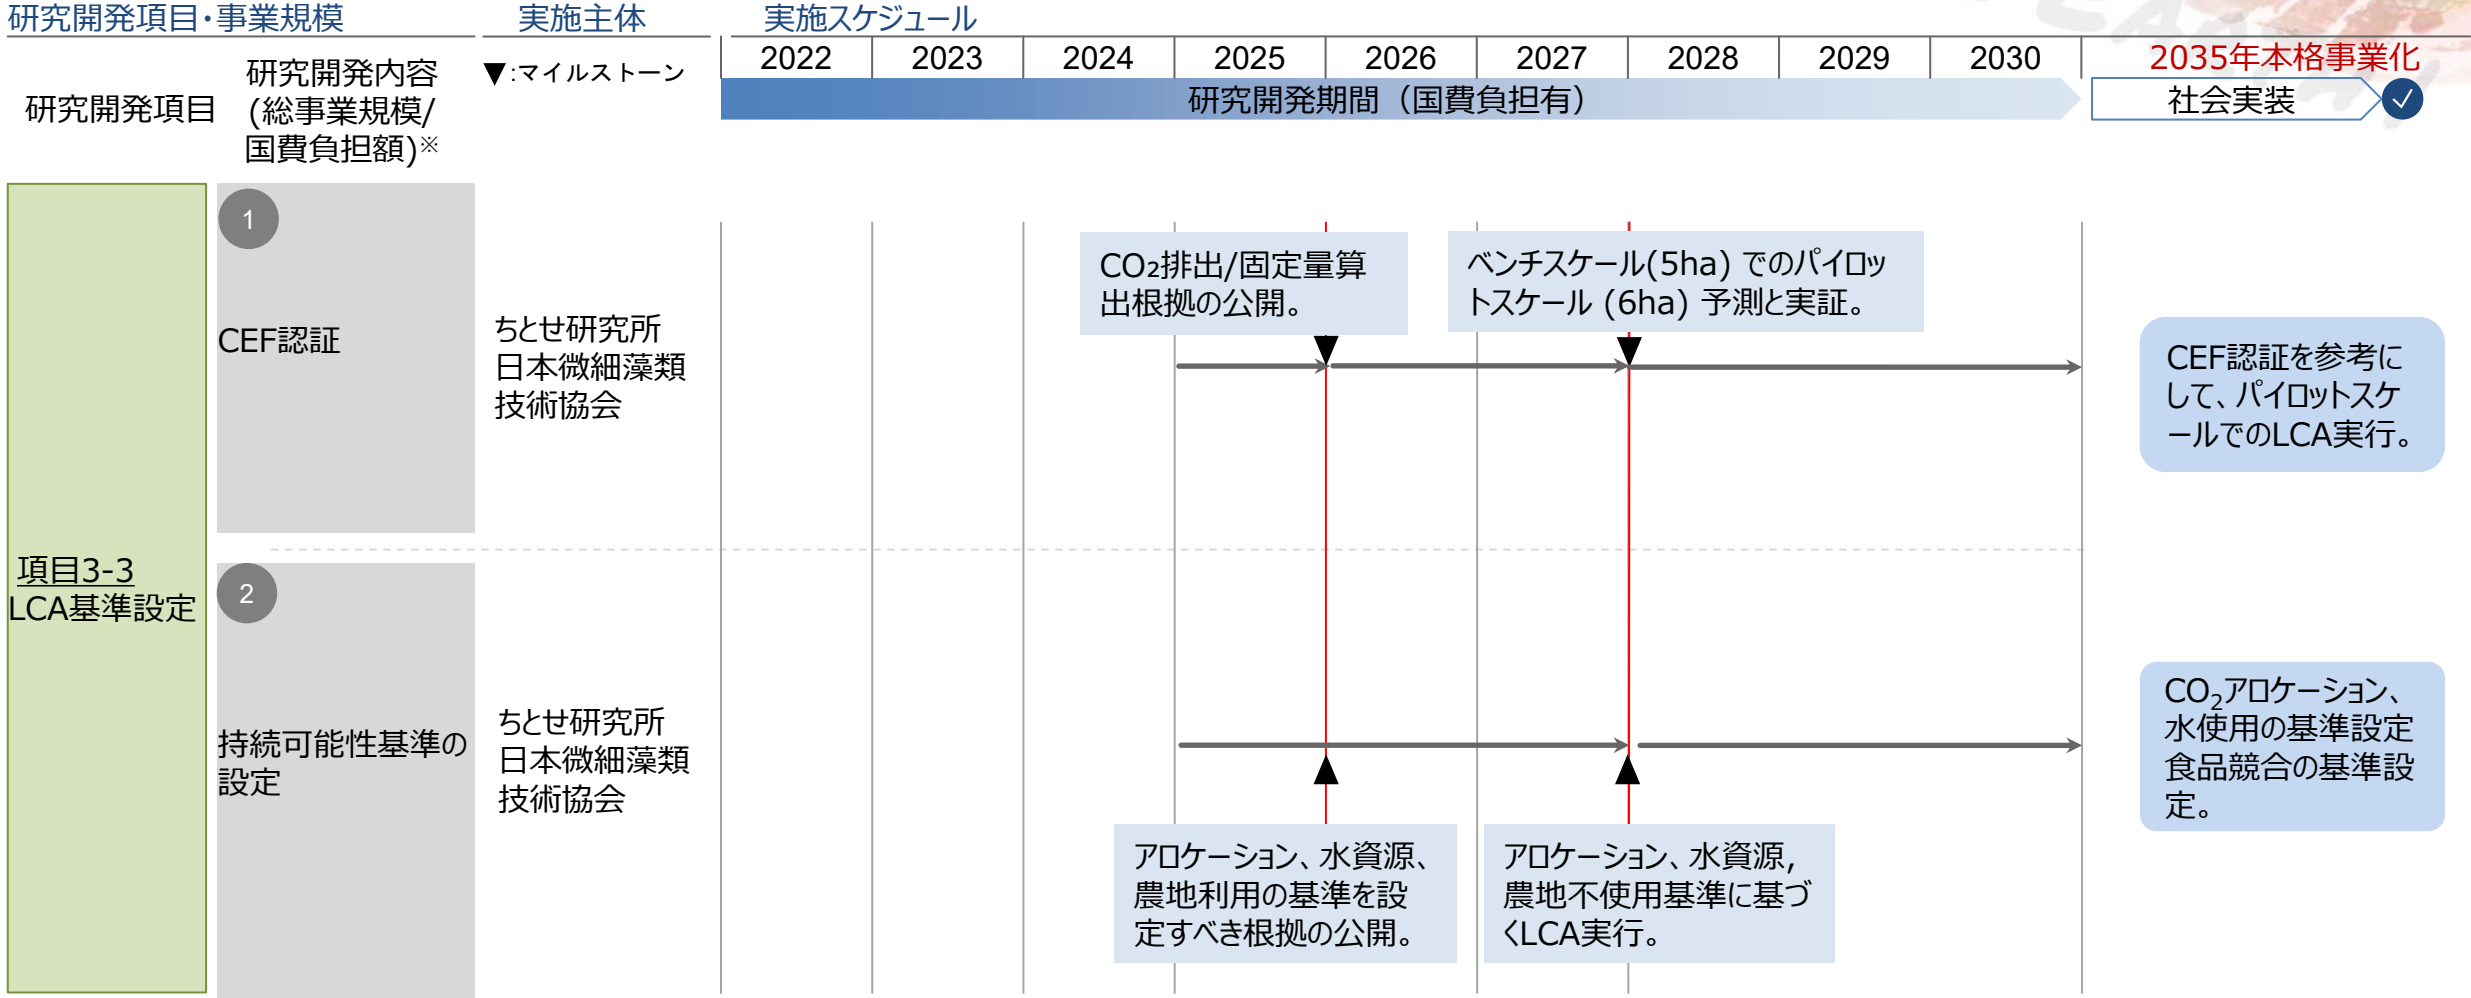 研究開発項目・事業規模
実施主体
実施スケジュール
研究開発項目
研究開発内容
(総事業規模/
国費負担額)※
▼:マイルストーン
2022
2023
2024
2025
2026
2027
2028
2029
2030
2035年本格事業化
研究開発期間（国費負担有）
社会実装
項目3-3
LCA基準設定
1
CEF認証
ちとせ研究所
日本微細藻類
技術協会
CO₂排出/固定量算
出根拠の公開。
ベンチスケール(5ha) でのパイロッ
トスケール (6ha) 予測と実証。
CEF認証を参考に
して、パイロットスケ
ールでのLCA実行。
2
持続可能性基準の
設定
ちとせ研究所
日本微細藻類
技術協会
アロケーション、水資源、
農地利用の基準を設
定すべき根拠の公開。
アロケーション、水資源,
農地不使用基準に基づ
くLCA実行。
CO₂アロケーション、
水使用の基準設定
食品競合の基準設
定。